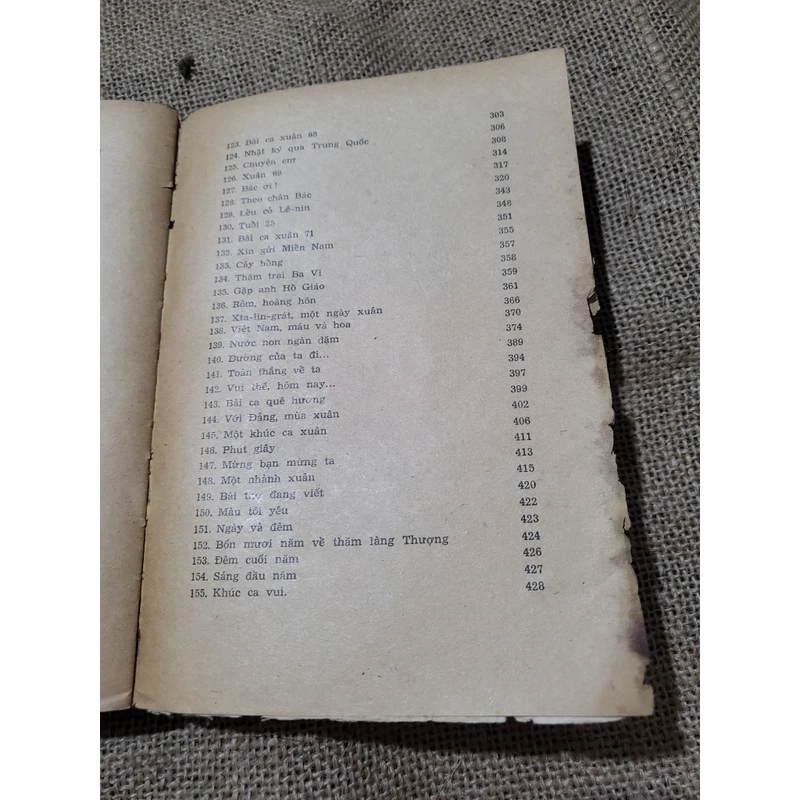 123. Bài ca xuân 68 303
124. Nhật ký qua Trung Quốc 306
125. Chuyện em 308
126. Xuân 69 314
127. Bác ơi! 317
128. Theo chân Bác 320
129. Lều cỏ Lê-nin 343
130. Tuổi 25 348
131. Bài ca xuân 71 351
132. Xin gửi Miền Nam 355
133. Cây hồng 357
134. Thăm trại Ba Vì 358
135. Gặp anh Hồ Giáo 359
136. Rôm, hoàng hôn 361
137. Xta-lin-grát, một ngày xuân 366
138. Việt Nam, máu và hoa 370
139. Nước non ngàn dặm 374
140. Đường của ta đi... 389
141. Toàn thắng về ta 394
142. Vui thế, hôm nay... 397
143. Bài ca quê hương 399
144. Với Đảng, mùa xuân 402
145. Một khúc ca xuân 406
146. Phút giây 411
147. Mừng bạn mừng ta 413
148. Một nhành xuân 415
149. Bài thơ đang viết 420
150. Màu tôi yêu 422
151. Ngày và đêm 423
152. Bốn mươi năm về thăm làng Thượng 424
153. Đêm cuối năm 426
154. Sáng đầu năm 427
155. Khúc ca vui. 428